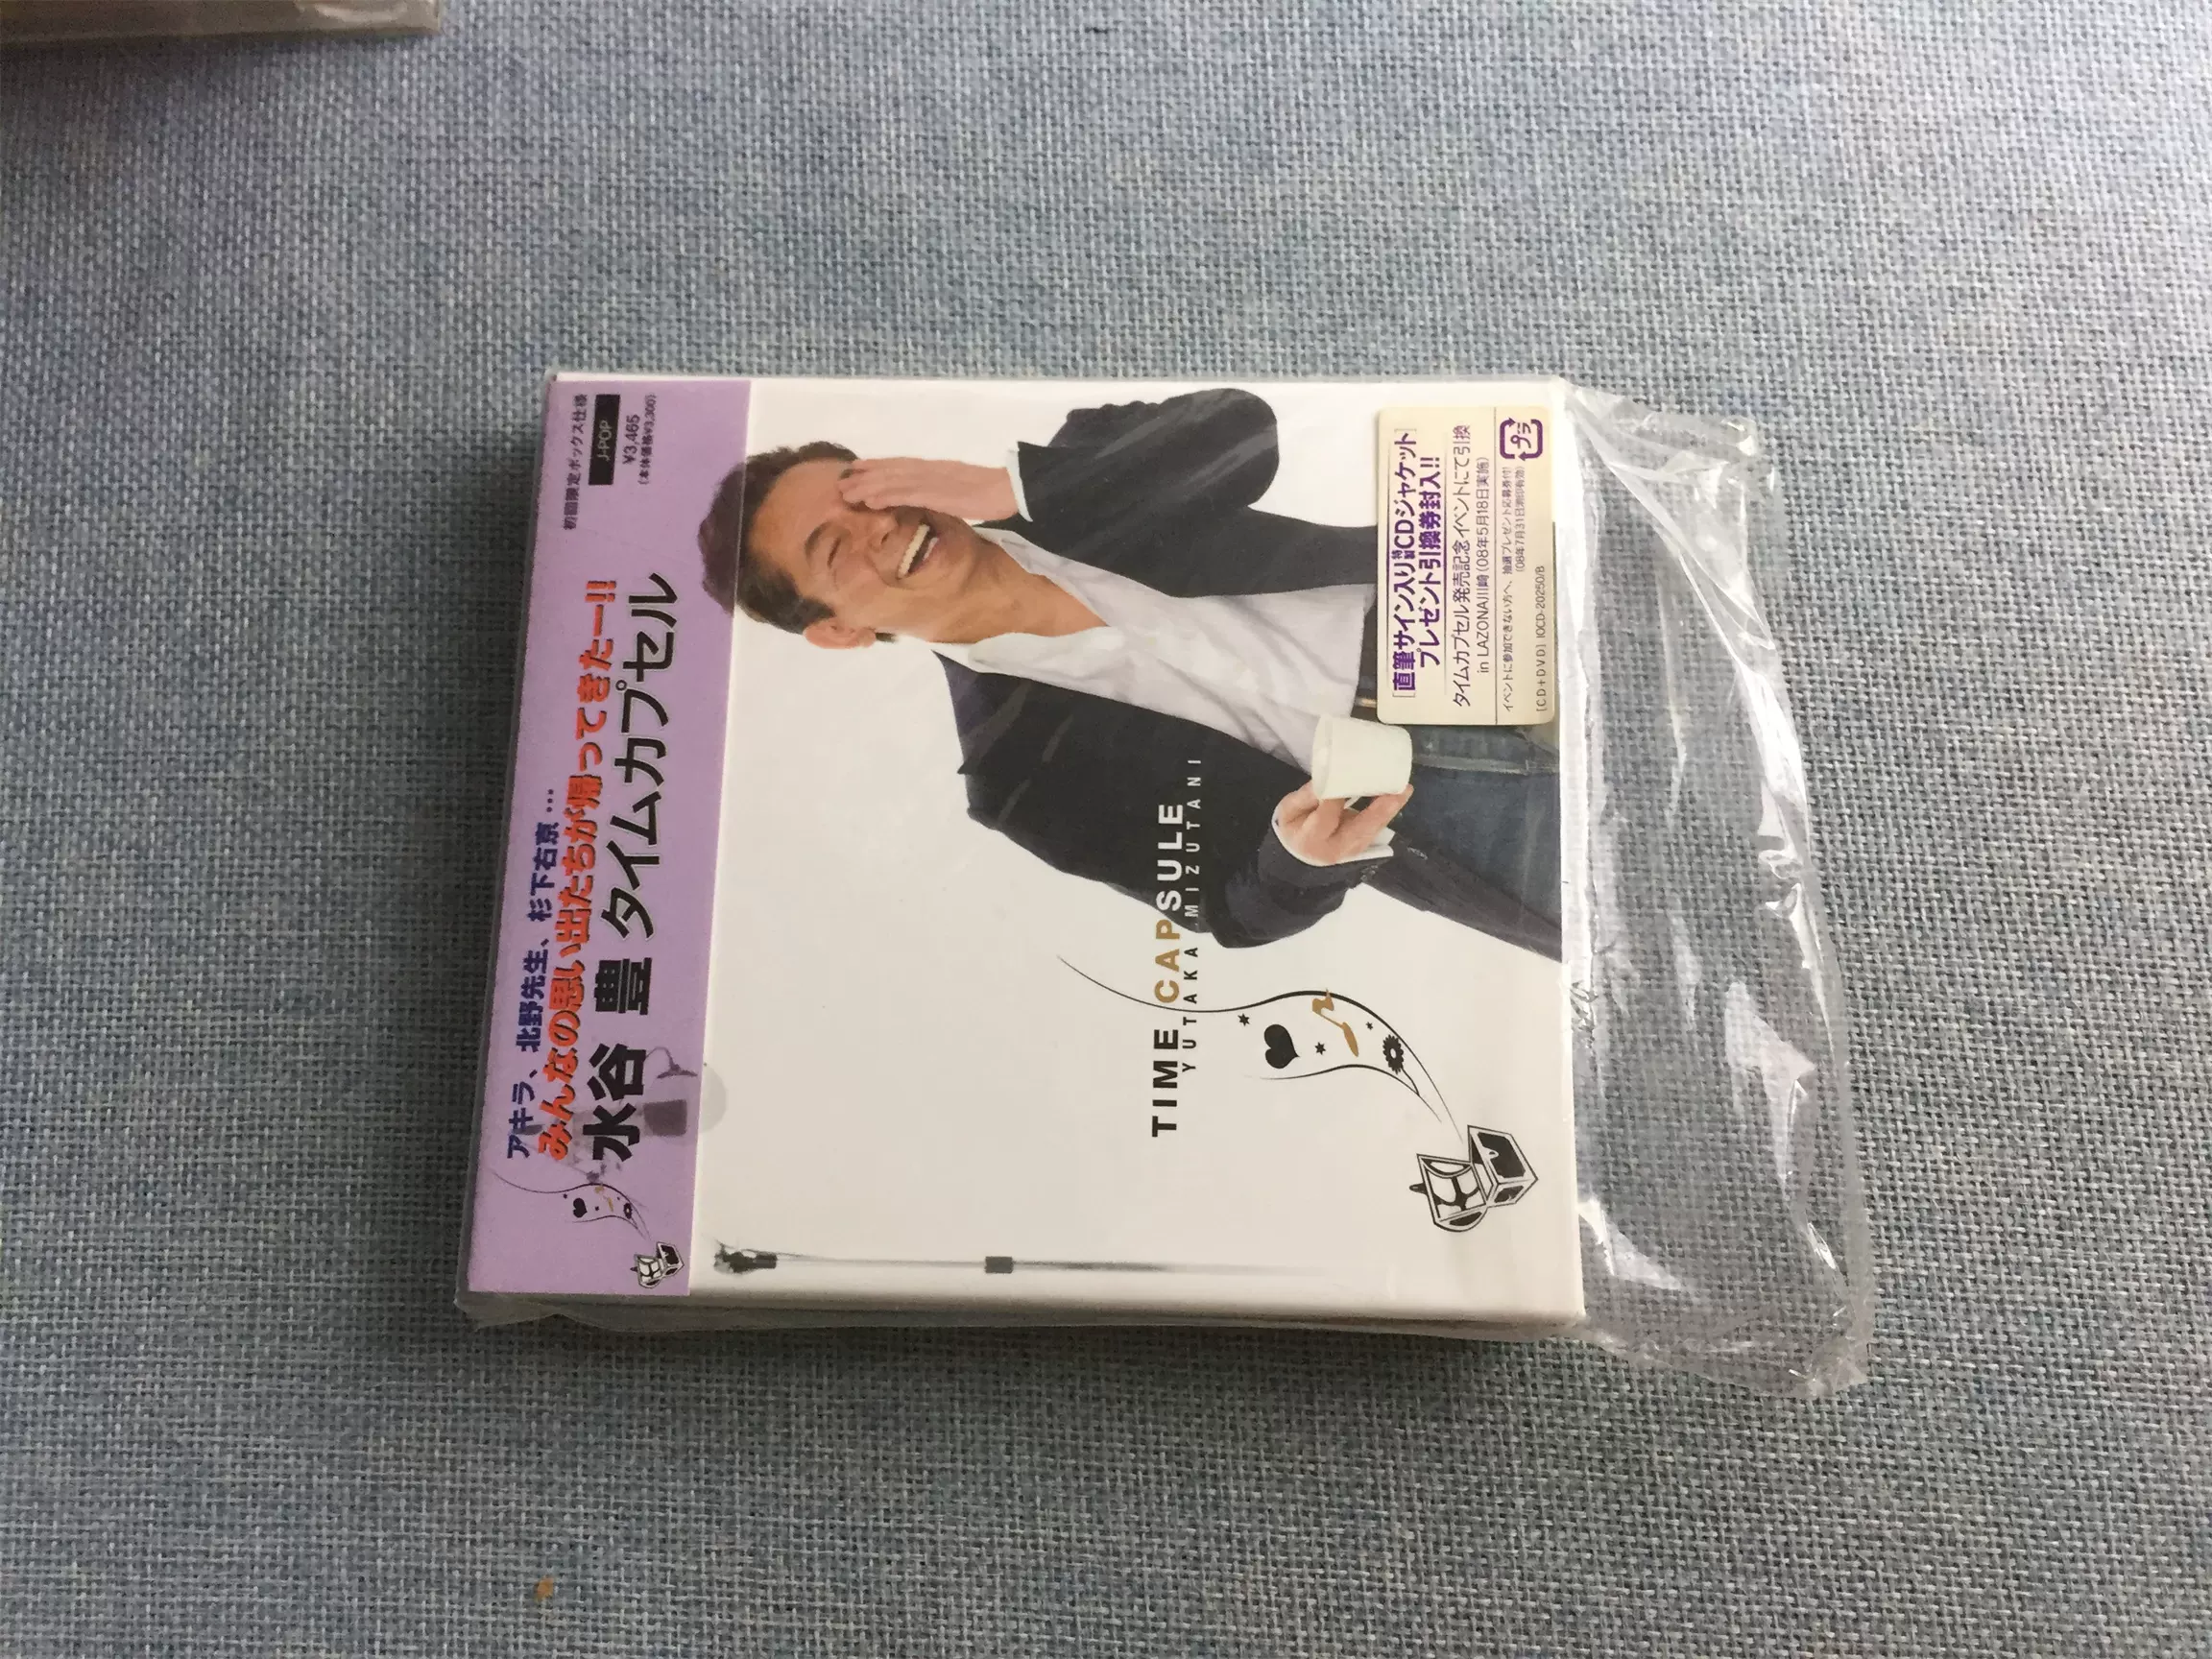 初回限定ボックス仕様
J-POP
¥3,465
(本体価格¥3,300)
アキラ、北野先生、杉下右京…
みんなの思い出たちが帰ってきたー!!
水谷 豊 タイムカプセル
TIME CAPSULE
YUTAKA MIZUTANI
[直筆サイン入り特製CDジャケット]
プレゼント引換券封入!!
タイムカプセル発売記念イベントにて引換
in LAZONA川崎(08年5月18日実施)
イベントに参加できない方へ、抽選プレゼント応募券付!
(08年7月31日消印有効)
[CD+DVD] IOCD-20250/B
プラ